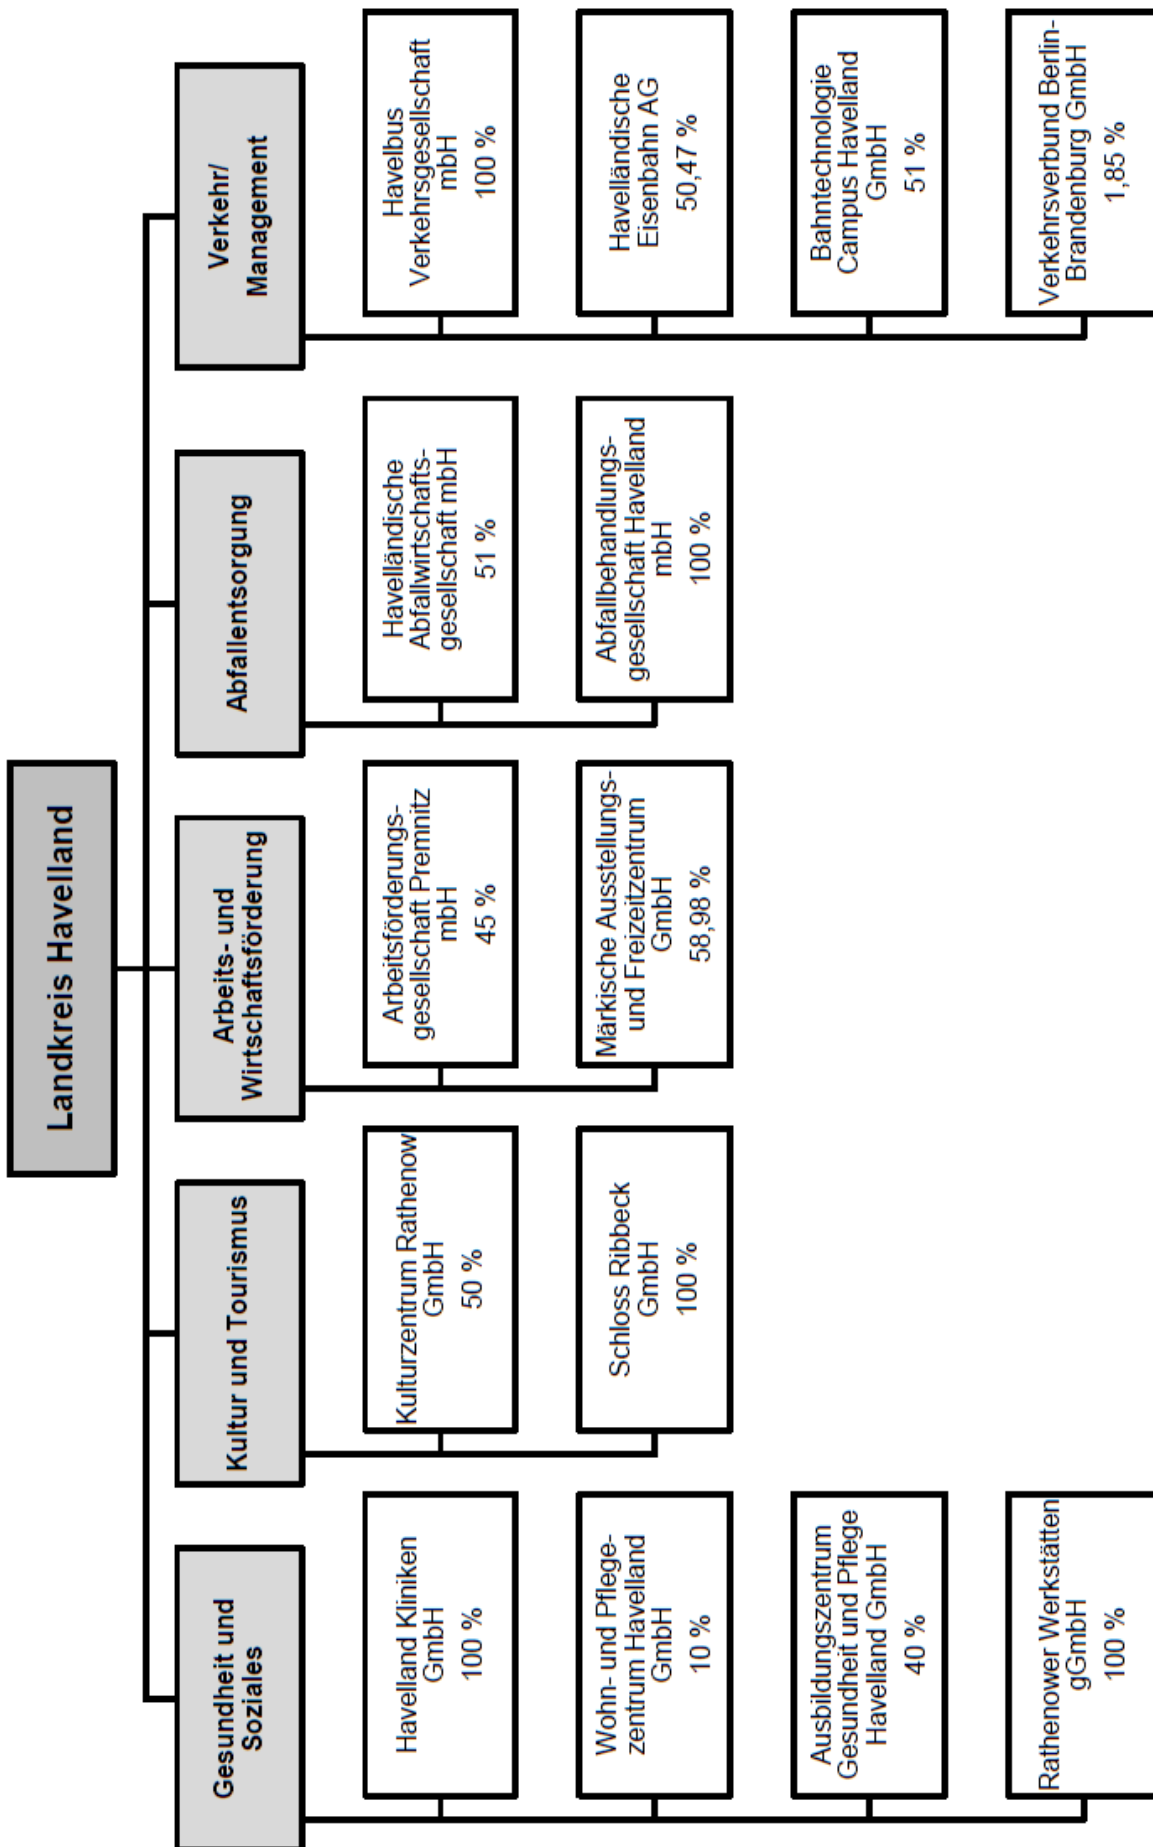 Landkreis Havelland
Gesundheit und
Soziales
Havelland Kliniken
GmbH
100 %
Wohn- und Pflege-
zentrum Havelland
GmbH
10 %
Ausbildungszentrum
Gesundheit und Pflege
Havelland GmbH
40 %
Rathenower Werkstätten
gGmbH
100 %
Kultur und Tourismus
Kulturzentrum Rathenow
GmbH
50 %
Schloss Ribbeck
GmbH
100 %
Arbeits- und
Wirtschaftsförderung
Arbeitsförderungs-
gesellschaft Premnitz
mbH
45 %
Märkische Ausstellungs-
und Freizeitzentrum
GmbH
58,98 %
Abfallentsorgung
Havelländische
Abfallwirtschafts-
gesellschaft mbH
51 %
Abfallbehandlungs-
gesellschaft Havelland
mbH
100 %
Verkehr/
Management
Havelbus
Verkehrsgesellschaft
mbH
100 %
Havelländische
Eisenbahn AG
50,47 %
Bahntechnologie
Campus Havelland
GmbH
51 %
Verkehrsverbund Berlin-
Brandenburg GmbH
1,85 %